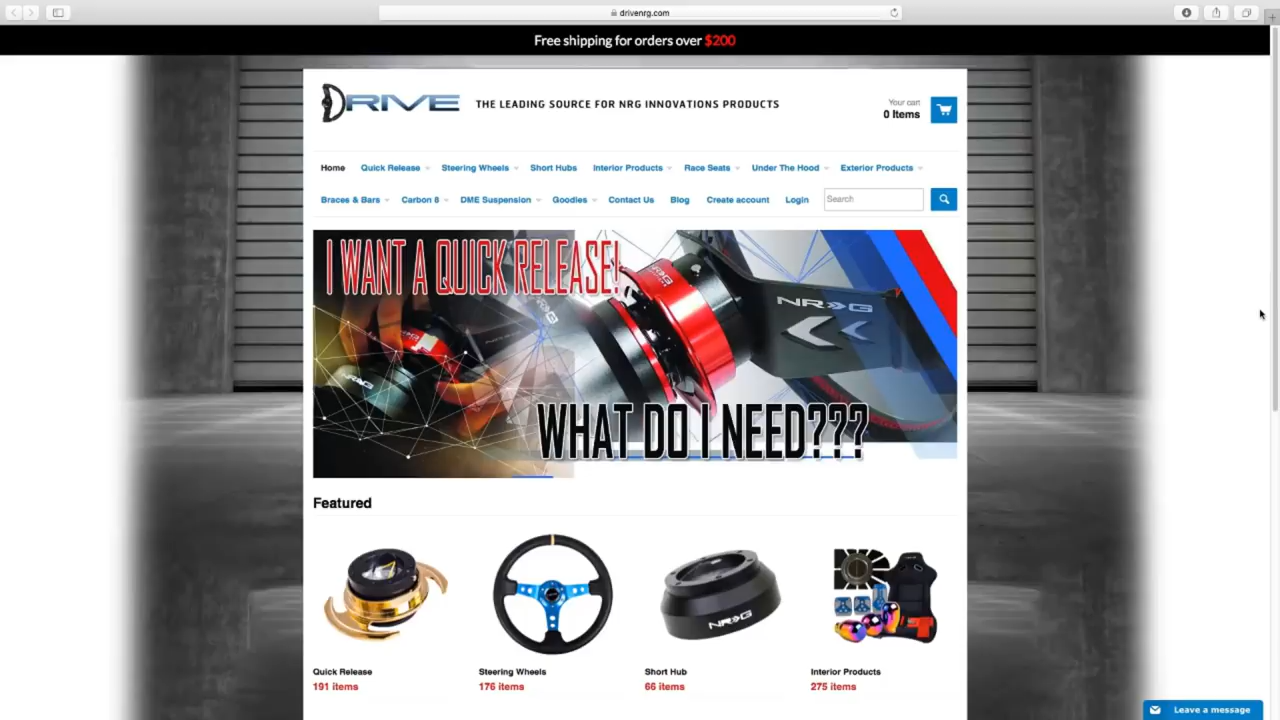 drivenrg.com
Free shipping for orders over $200
DRIVE
THE LEADING SOURCE FOR NRG INNOVATIONS PRODUCTS
Your cart
0 Items
Home Quick Release Steering Wheels Short Hubs Interior Products Race Seats Under The Hood Exterior Products
Braces & Bars Carbon 8 DME Suspension Goodies Contact Us Blog Create account Login Search
I WANT A QUICK RELEASE!
NRG
WHAT DO I NEED???
Featured
NRG
Quick Release
191 items
Steering Wheels
176 items
Short Hub
66 items
Interior Products
275 items
Leave a message